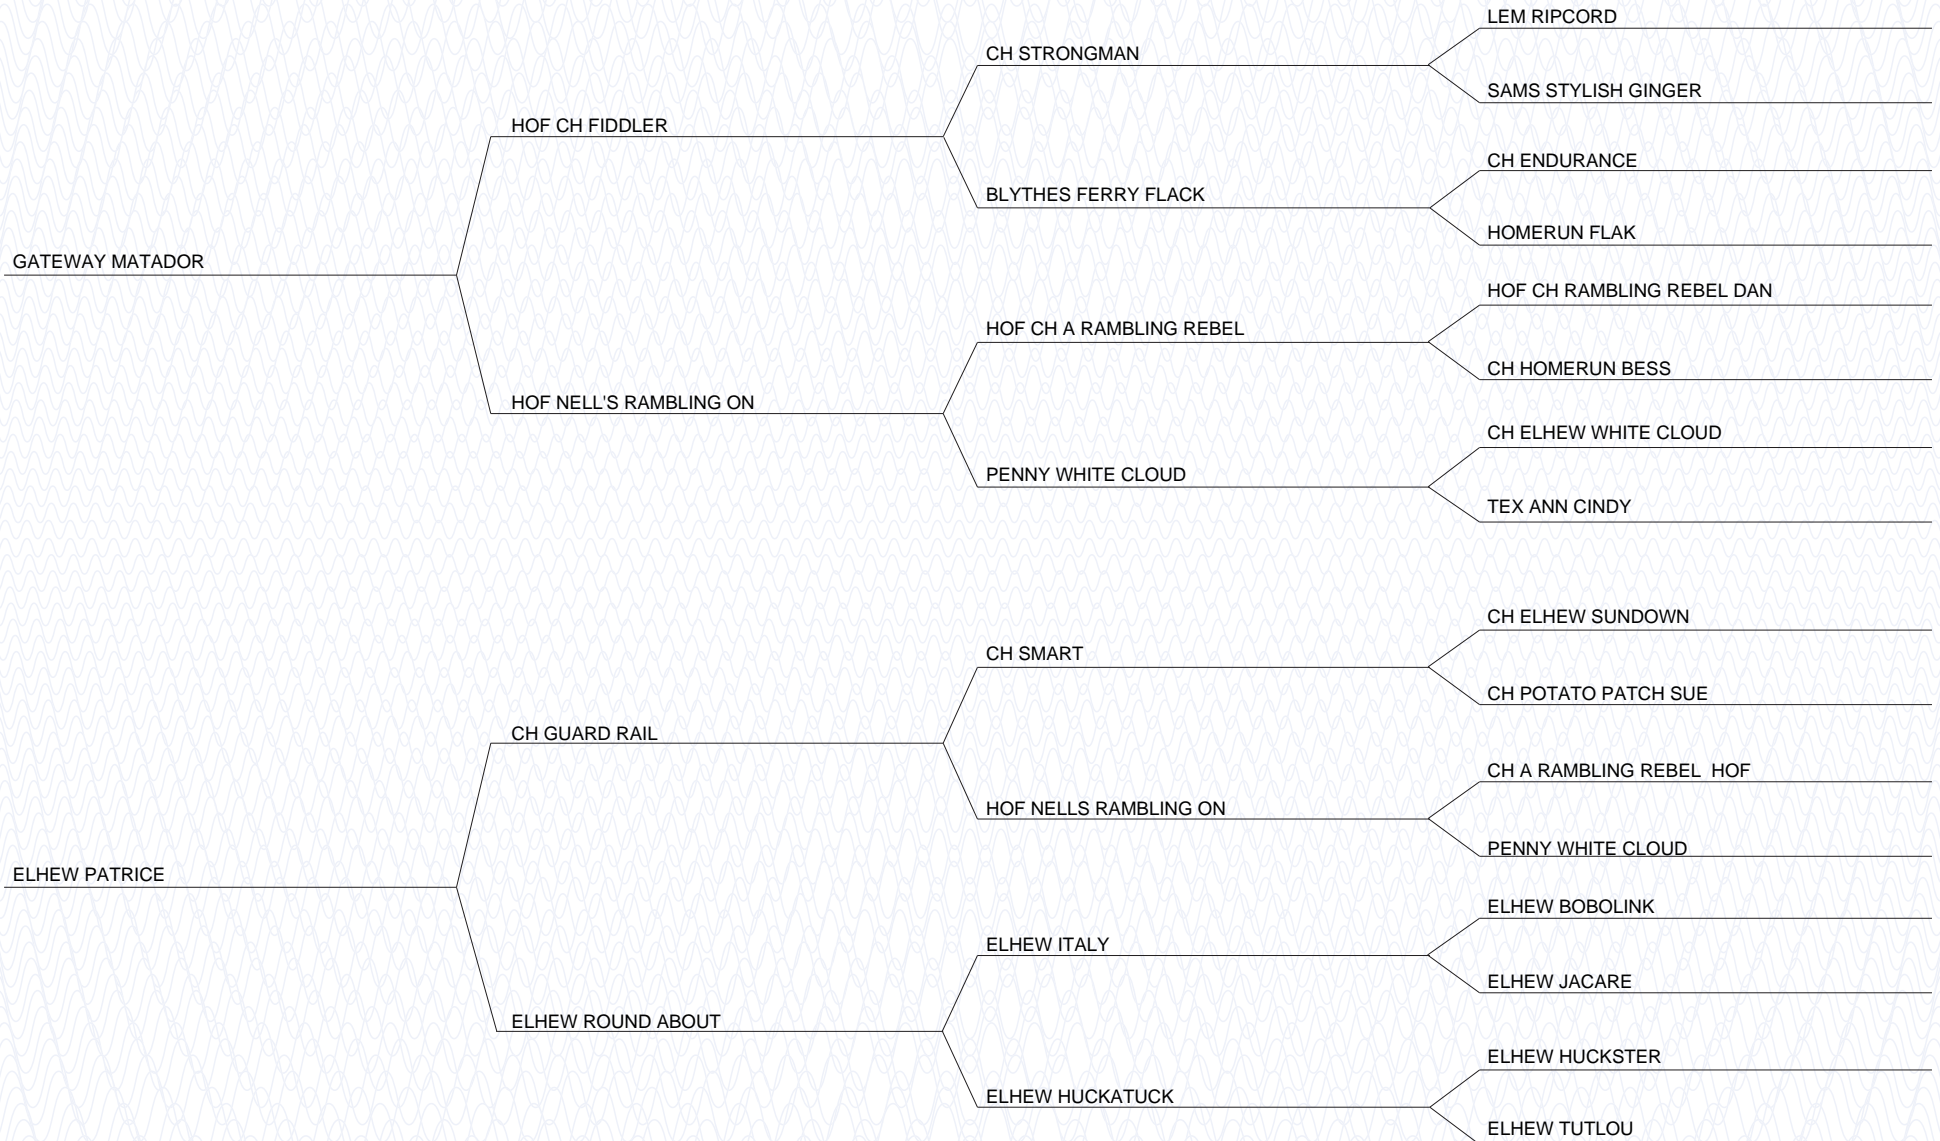 LEM RIPCORD
CH STRONGMAN
SAMS STYLISH GINGER
HOF CH FIDDLER
CH ENDURANCE
BLYTHES FERRY FLACK
HOMERUN FLAK
GATEWAY MATADOR
HOF CH RAMBLING REBEL DAN
HOF CH A RAMBLING REBEL
CH HOMERUN BESS
HOF NELL'S RAMBLING ON
CH ELHEW WHITE CLOUD
PENNY WHITE CLOUD
TEX ANN CINDY
CH ELHEW SUNDOWN
CH SMART
CH POTATO PATCH SUE
CH GUARD RAIL
CH A RAMBLING REBEL  HOF
HOF NELLS RAMBLING ON
PENNY WHITE CLOUD
ELHEW PATRICE
ELHEW BOBOLINK
ELHEW ITALY
ELHEW JACARE
ELHEW ROUND ABOUT
ELHEW HUCKSTER
ELHEW HUCKATUCK
ELHEW TUTLOU